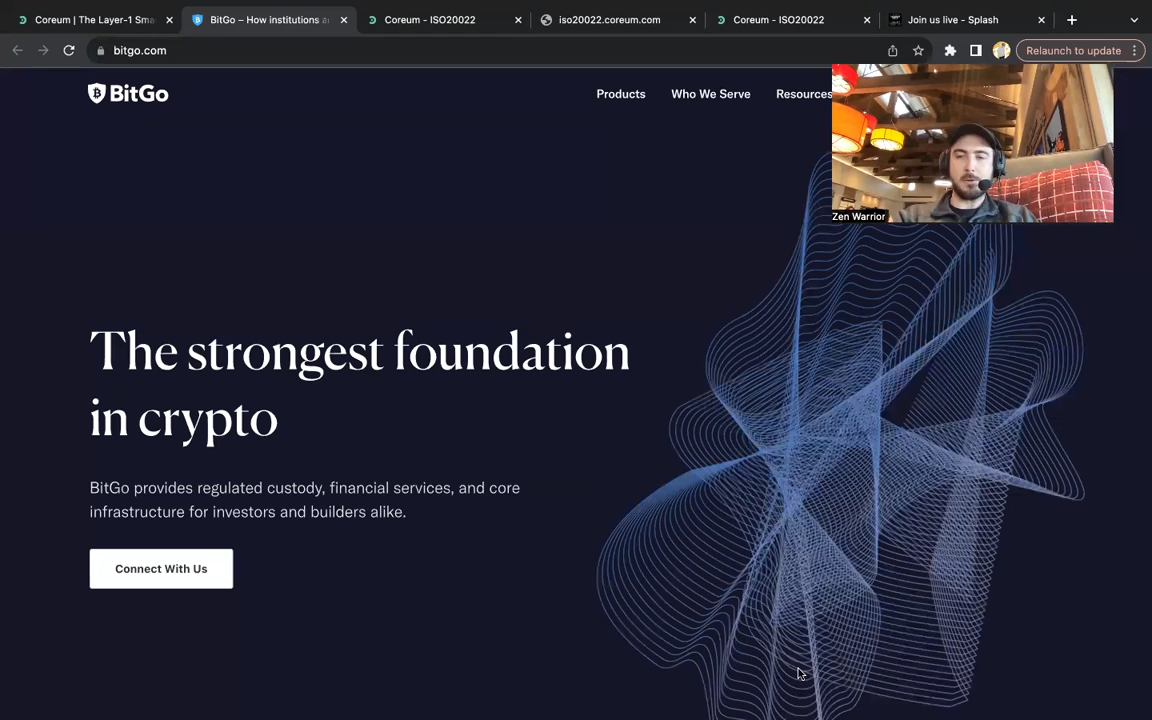 Coreum | The Layer-1 Sma
BitGo – How institutions a
Coreum - ISO20022
iso20022.coreum.com
Coreum - ISO20022
Join us live - Splash
bitgo.com
Relaunch to update
BitGo
Products
Who We Serve
Resources
Zen Warrior
The strongest foundation
in crypto
BitGo provides regulated custody, financial services, and core
infrastructure for investors and builders alike.
Connect With Us